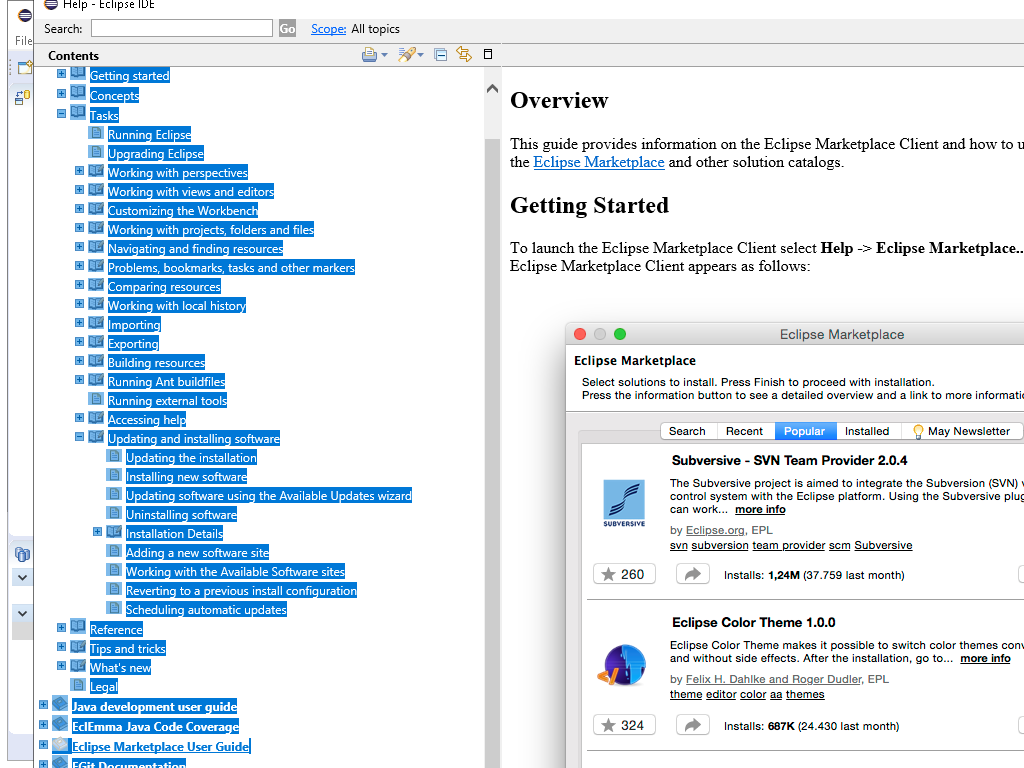 Help - Eclipse IDE
File
Search:
Go
Scope: All topics
Contents
Getting started
Concepts
Tasks
Running Eclipse
Upgrading Eclipse
Working with perspectives
Working with views and editors
Customizing the Workbench
Working with projects, folders and files
Navigating and finding resources
Problems, bookmarks, tasks and other markers
Comparing resources
Working with local history
Importing
Exporting
Building resources
Running Ant buildfiles
Running external tools
Accessing help
Updating and installing software
Updating the installation
Installing new software
Updating software using the Available Updates wizard
Uninstalling software
Installation Details
Adding a new software site
Working with the Available Software sites
Reverting to a previous install configuration
Scheduling automatic updates
Reference
Tips and tricks
What's new
Legal
Java development user guide
EclEmma Java Code Coverage
Eclipse Marketplace User Guide
EGit Documentation
Overview
This guide provides information on the Eclipse Marketplace Client and how to u
the Eclipse Marketplace and other solution catalogs.
Getting Started
To launch the Eclipse Marketplace Client select Help -> Eclipse Marketplace..
Eclipse Marketplace Client appears as follows:
Eclipse Marketplace
Eclipse Marketplace
Select solutions to install. Press Finish to proceed with installation.
Press the information button to see a detailed overview and a link to more informati
Search Recent Popular Installed May Newsletter
Subversive - SVN Team Provider 2.0.4
The Subversive project is aimed to integrate the Subversion (SVN) v
control system with the Eclipse platform. Using the Subversive plug
can work... more info
SUBVERSIVE
by Eclipse.org, EPL
svn subversion team provider scm Subversive
260
Installs: 1,24M (37.759 last month)
Eclipse Color Theme 1.0.0
Eclipse Color Theme makes it possible to switch color themes conv
and without side effects. After the installation, go to... more info
by Felix H. Dahlke and Roger Dudler, EPL
theme editor color aa themes
324
Installs: 687K (24.430 last month)